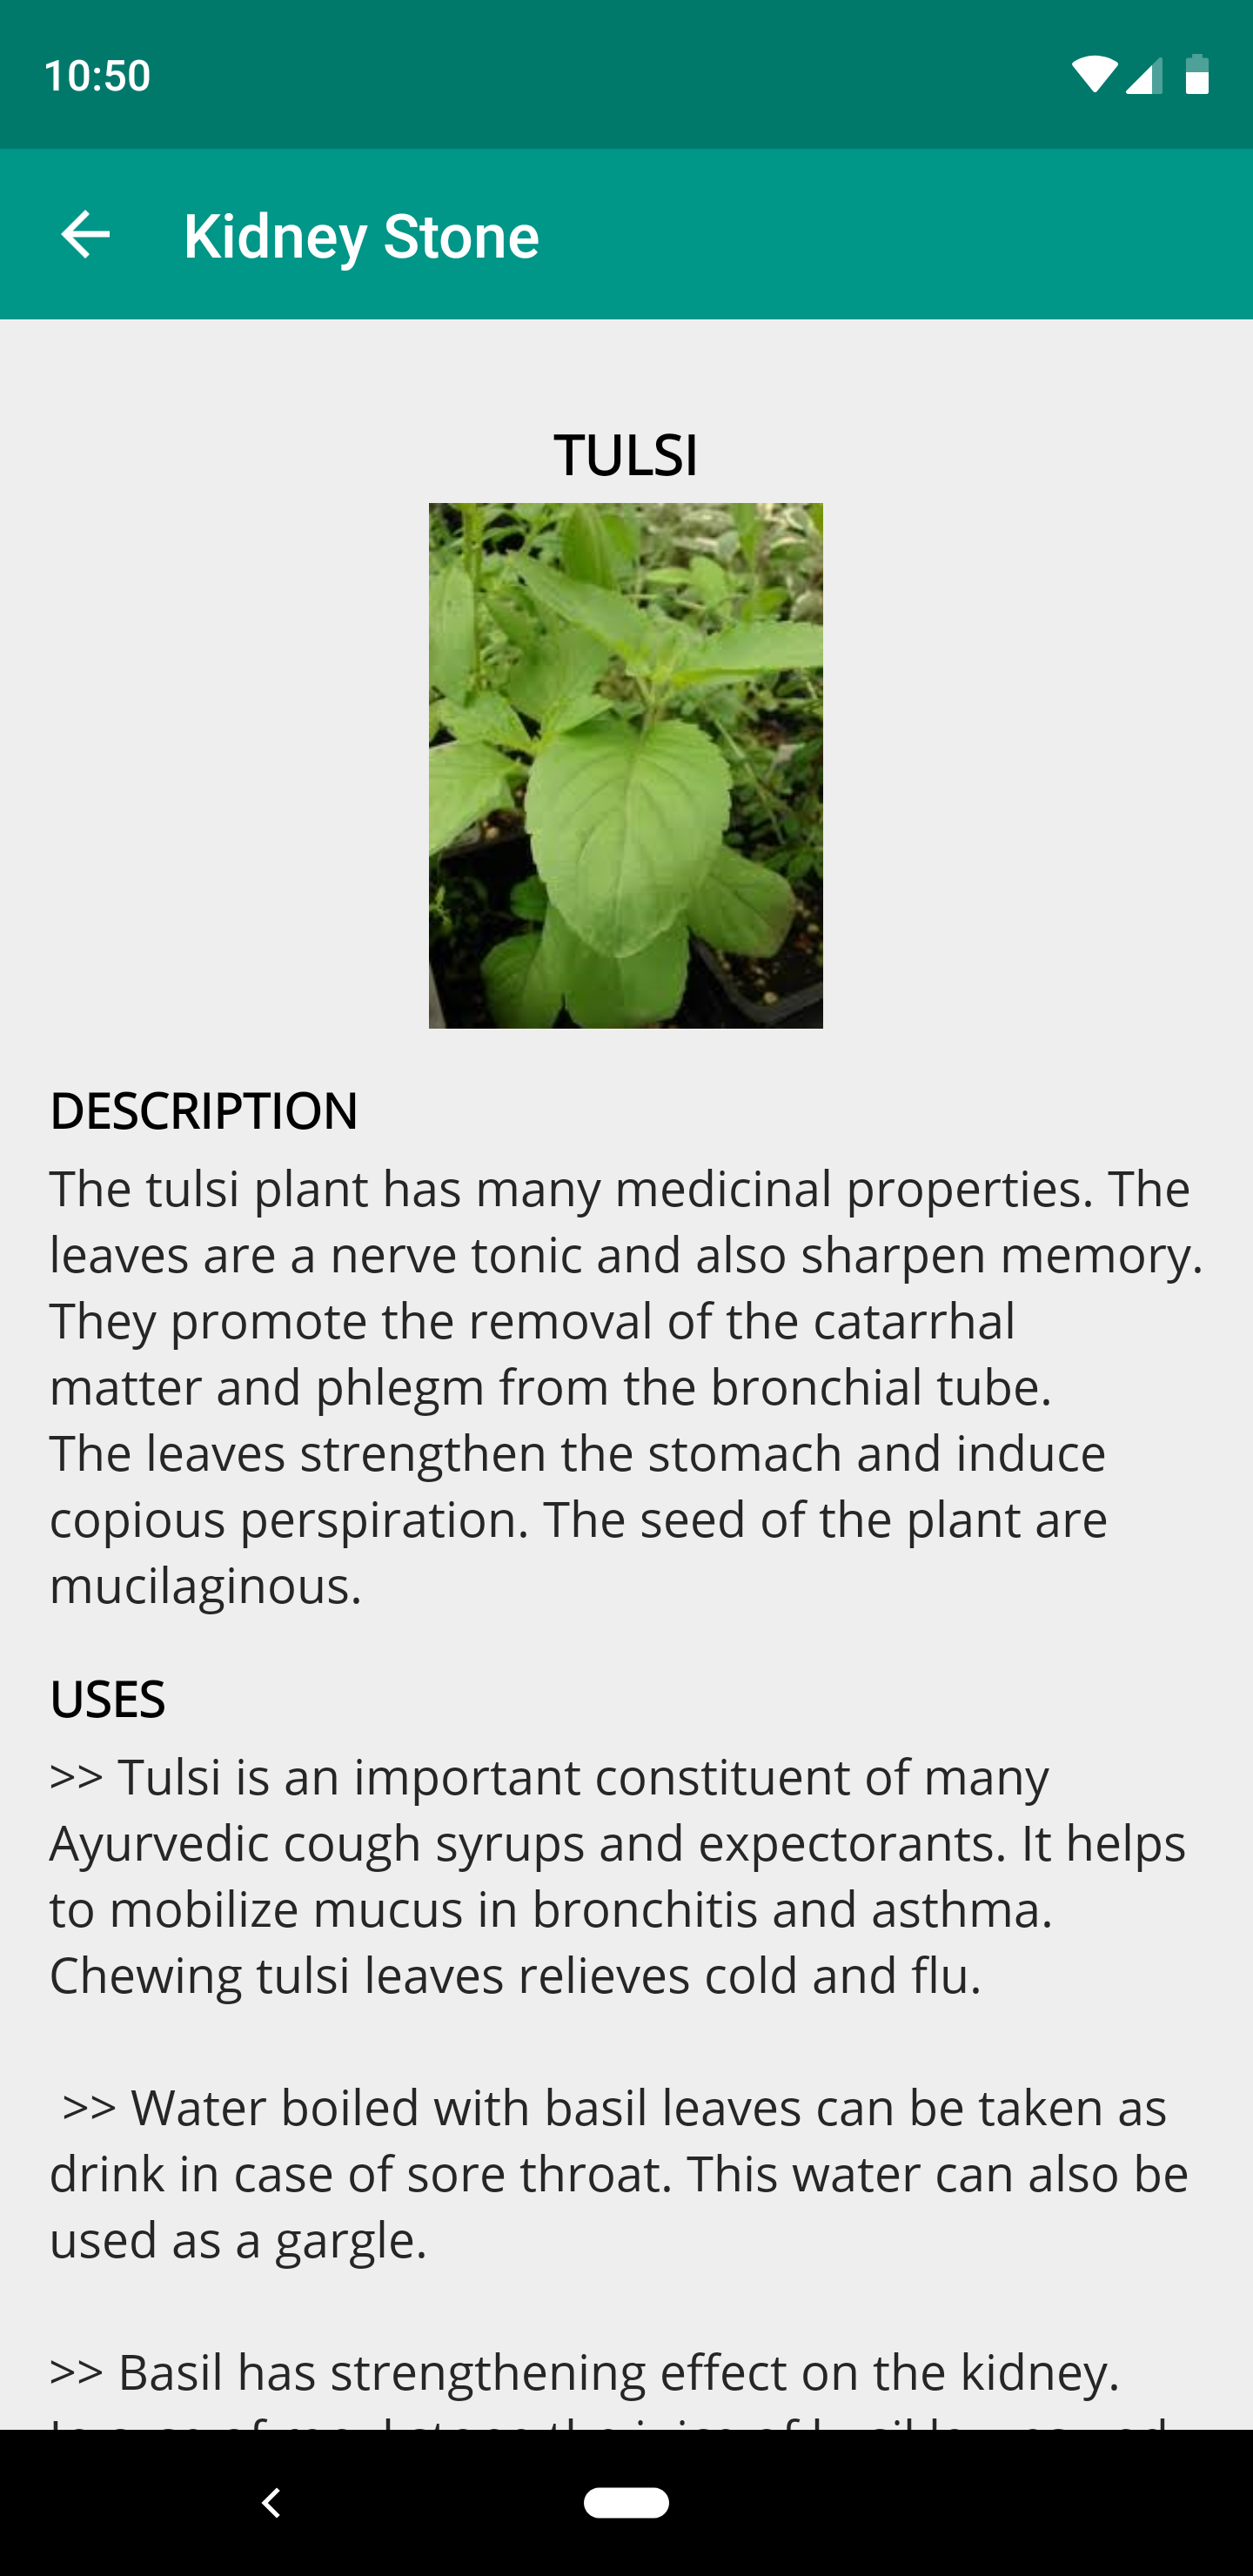 10:50
Kidney Stone
TULSI
DESCRIPTION
The tulsi plant has many medicinal properties. The
leaves are a nerve tonic and also sharpen memory.
They promote the removal of the catarrhal
matter and phlegm from the bronchial tube.
The leaves strengthen the stomach and induce
copious perspiration. The seed of the plant are
mucilaginous.
USES
>> Tulsi is an important constituent of many
Ayurvedic cough syrups and expectorants. It helps
to mobilize mucus in bronchitis and asthma.
Chewing tulsi leaves relieves cold and flu.
>> Water boiled with basil leaves can be taken as
drink in case of sore throat. This water can also be
used as a gargle.
>> Basil has strengthening effect on the kidney.